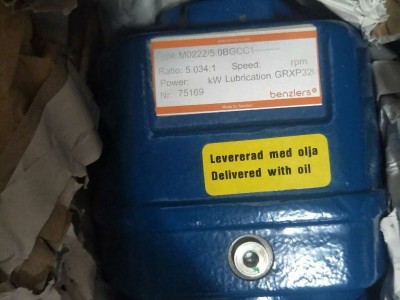 Type: M0222/5.0BGCC1----------
Ratio: 5.034:1 Speed: rpm.
Power: kW Lubrication GRXP32i
Nr: 75169
benzlers
Levererad med olja
Delivered with oil